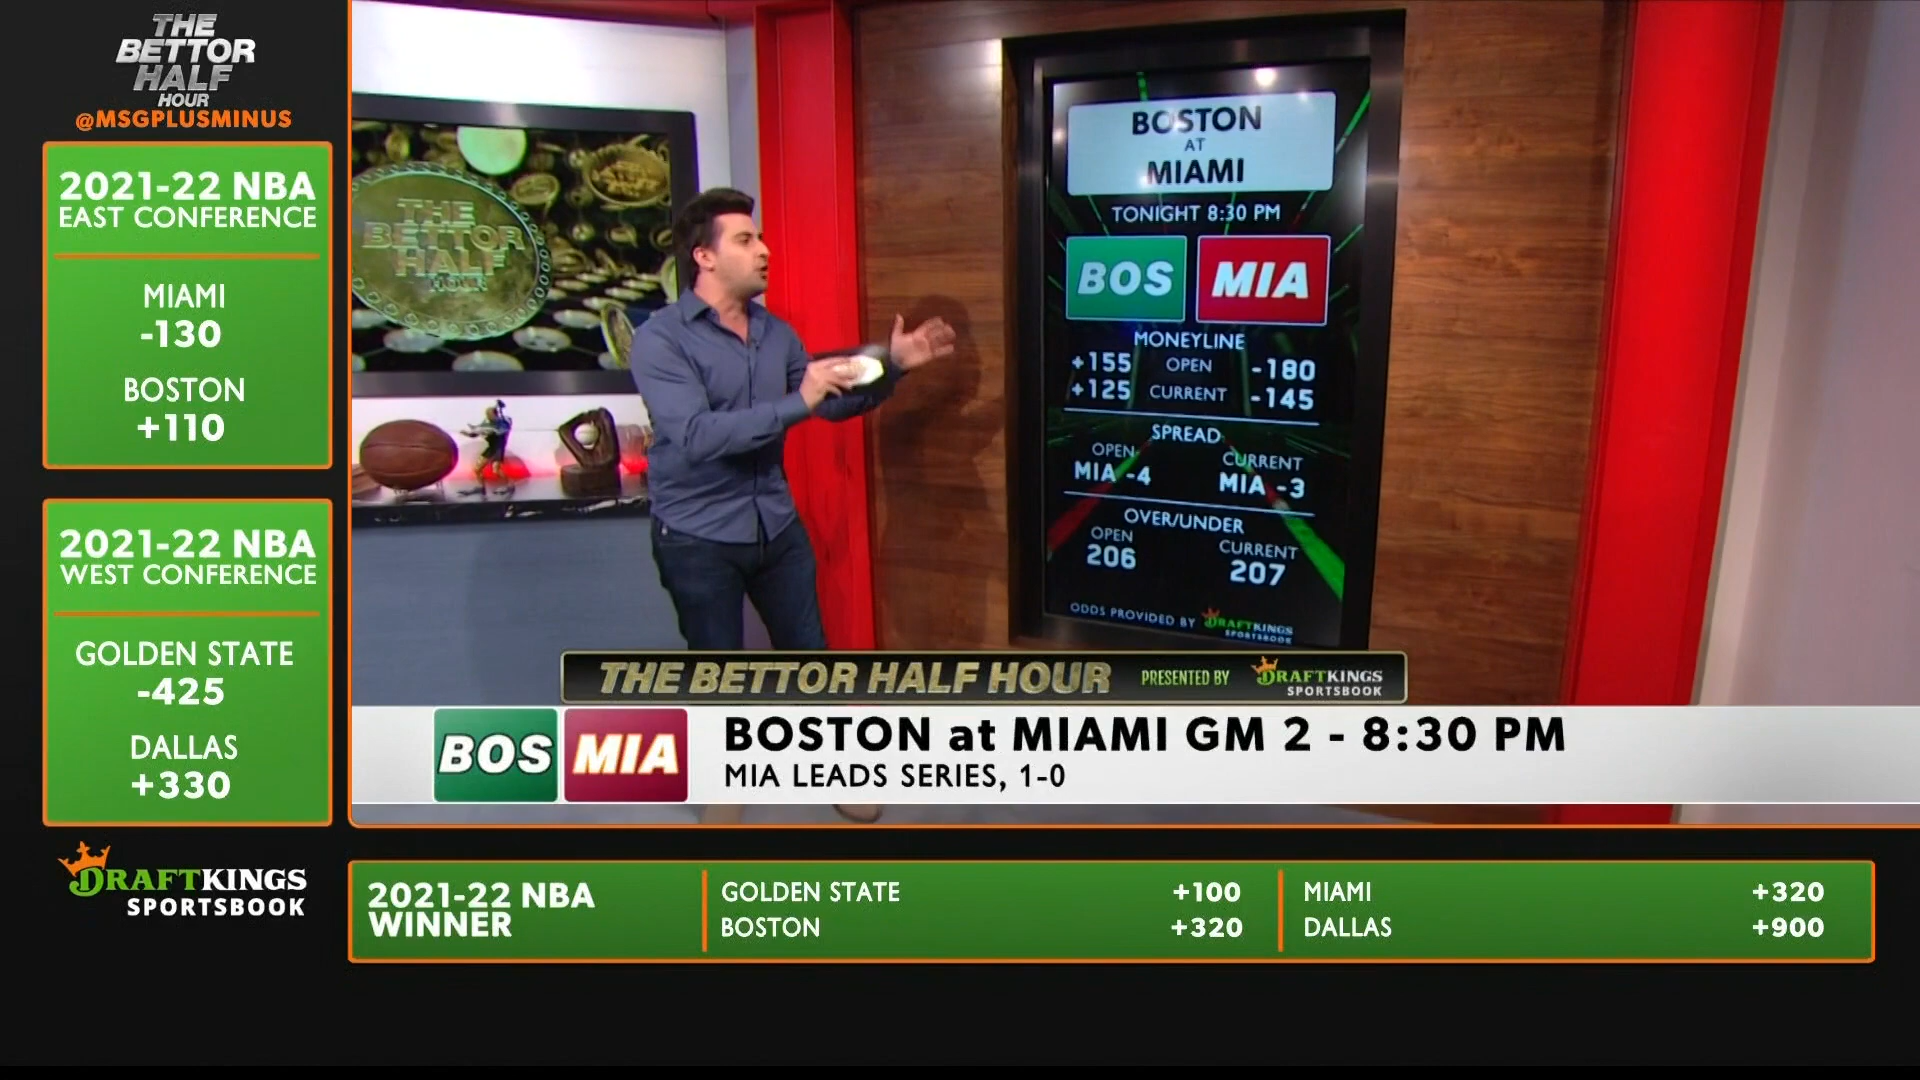 THE
BETTOR
HALF
HOUR
@MSGPLUSMINUS
2021-22 NBA
EAST CONFERENCE
MIAMI
-130
BOSTON
+110
2021-22 NBA
WEST CONFERENCE
GOLDEN STATE
-425
DALLAS
+330
DRAFTKINGS
SPORTSBOOK
THE
BETTOR
HALF
HOUR
BOSTON
AT
MIAMI
TONIGHT 8:30 PM
BOS MIA
MONEYLINE
+155 OPEN -180
+125 CURRENT -145
SPREAD
OPEN CURRENT
MIA -4 MIA -3
OVER/UNDER
OPEN CURRENT
206 207
ODDS PROVIDED BY DRAFTKINGS
SPORTSBOOK
THE BETTOR HALF HOUR PRESENTED BY DRAFTKINGS
SPORTSBOOK
BOS MIA BOSTON at MIAMI GM 2 - 8:30 PM
MIA LEADS SERIES, 1-0
2021-22 NBA
WINNER
GOLDEN STATE +100
BOSTON +320
MIAMI +320
DALLAS +900